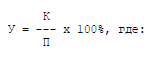 К
У = --- х 100%, где:
П